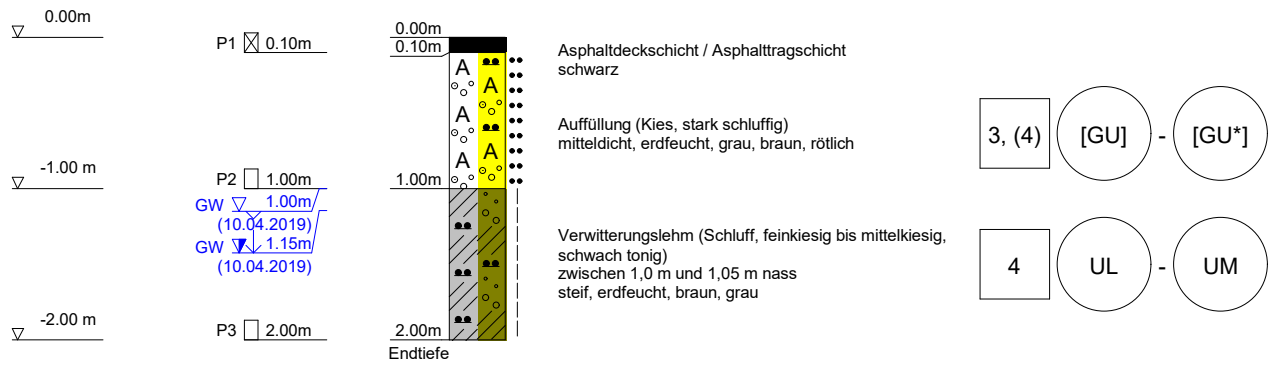 0.00m
P1 0.10m
0.00m
0.10m
A
A
A
A
A
A
Asphaltdeckschicht / Asphalttragschicht
schwarz
Auffüllung (Kies, stark schluffig)
mitteldicht, erdfeucht, grau, braun, rötlich
3, (4) [GU] - [GU*]
-1.00 m
P2 1.00m
1.00m
GW 1.00m
(10.04.2019)
GW 1.15m
(10.04.2019)
Verwitterungslehm (Schluff, feinkiesig bis mittelkiesig,
schwach tonig)
zwischen 1,0 m und 1,05 m nass
steif, erdfeucht, braun, grau
4 UL - UM
-2.00 m
P3 2.00m
2.00m
Endtiefe